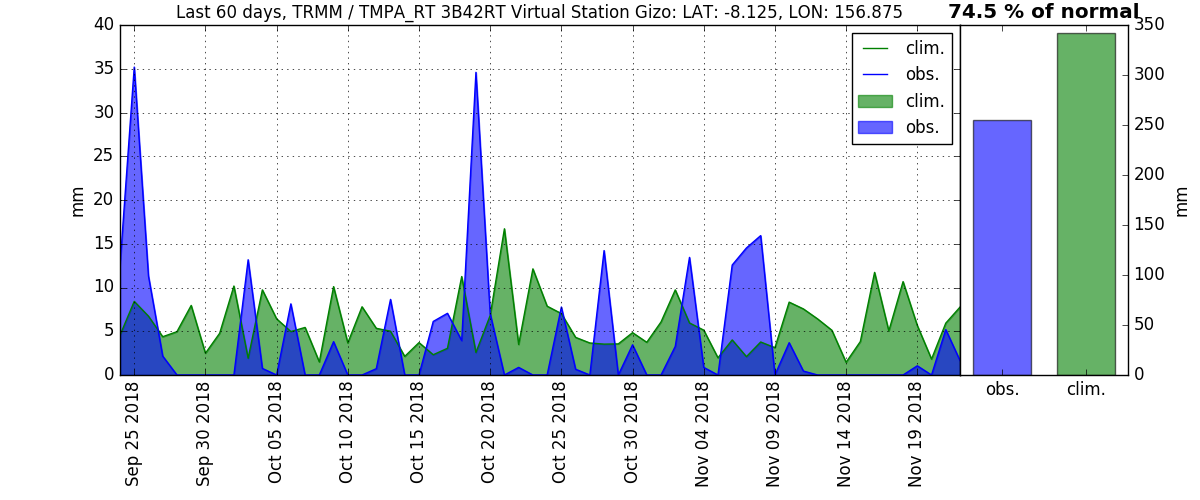 Last 60 days, TRMM / TMPA_RT 3B42RT Virtual Station Gizo: LAT: -8.125, LON: 156.875
74.5 % of normal
40
35
30
25
20
15
10
5
0
mm
clim.
obs.
clim.
obs.
350
300
250
200
150
100
50
0
mm
obs.
clim.
Sep 25 2018
Sep 30 2018
Oct 05 2018
Oct 10 2018
Oct 15 2018
Oct 20 2018
Oct 25 2018
Oct 30 2018
Nov 04 2018
Nov 09 2018
Nov 14 2018
Nov 19 2018